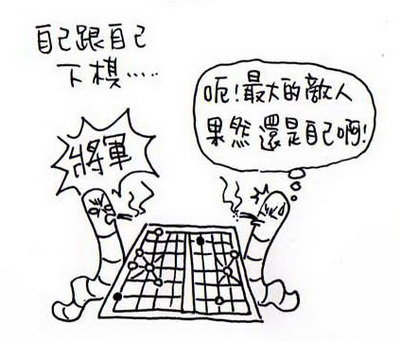 自己跟自己
下棋.....
將軍
呃!最大的敵人
果然還是自己啊!